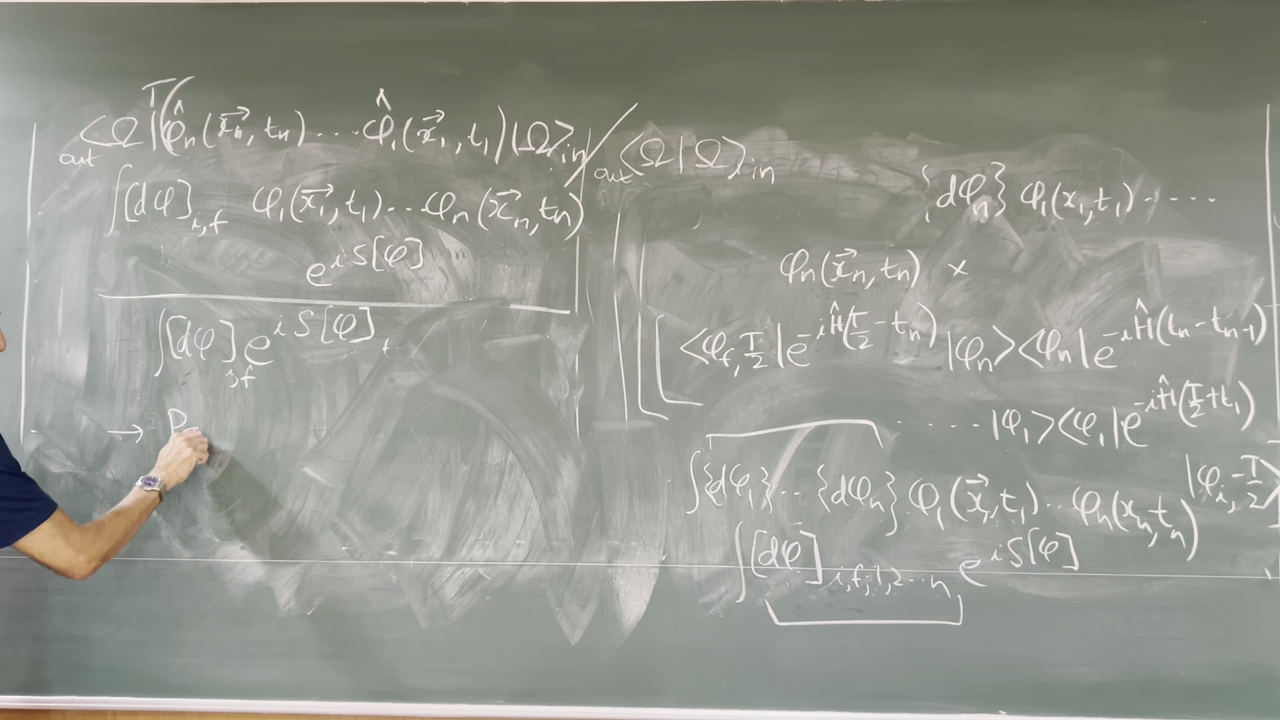 out<Ω|T(φ̂n(x⃗n, tn) ··· φ̂1(x⃗1, t1)|Ω>in / out<Ω|Ω>in
∫[dφ]i,f φ1(x⃗1, t1) ... φn(x⃗n, tn)
e^{iS[φ]}
∫[dφ]i,f e^{iS[φ]}
→
{dφn} φ1(x1, t1) ·····
φn(x⃗n, tn) ×
<φf, T/2|e^{-iĤ(T/2 - tn)}|φn><φn|e^{-iĤ(tn - tn-1)}
······ |φ1><φ1|e^{-iĤ(T/2 + t1)}
|φi, -T/2>
∫{dφ1} ·· {dφn} φ1(x⃗1, t1) ·· φn(xn, tn)
∫[dφ]i,f;1,2···n e^{iS[φ]}